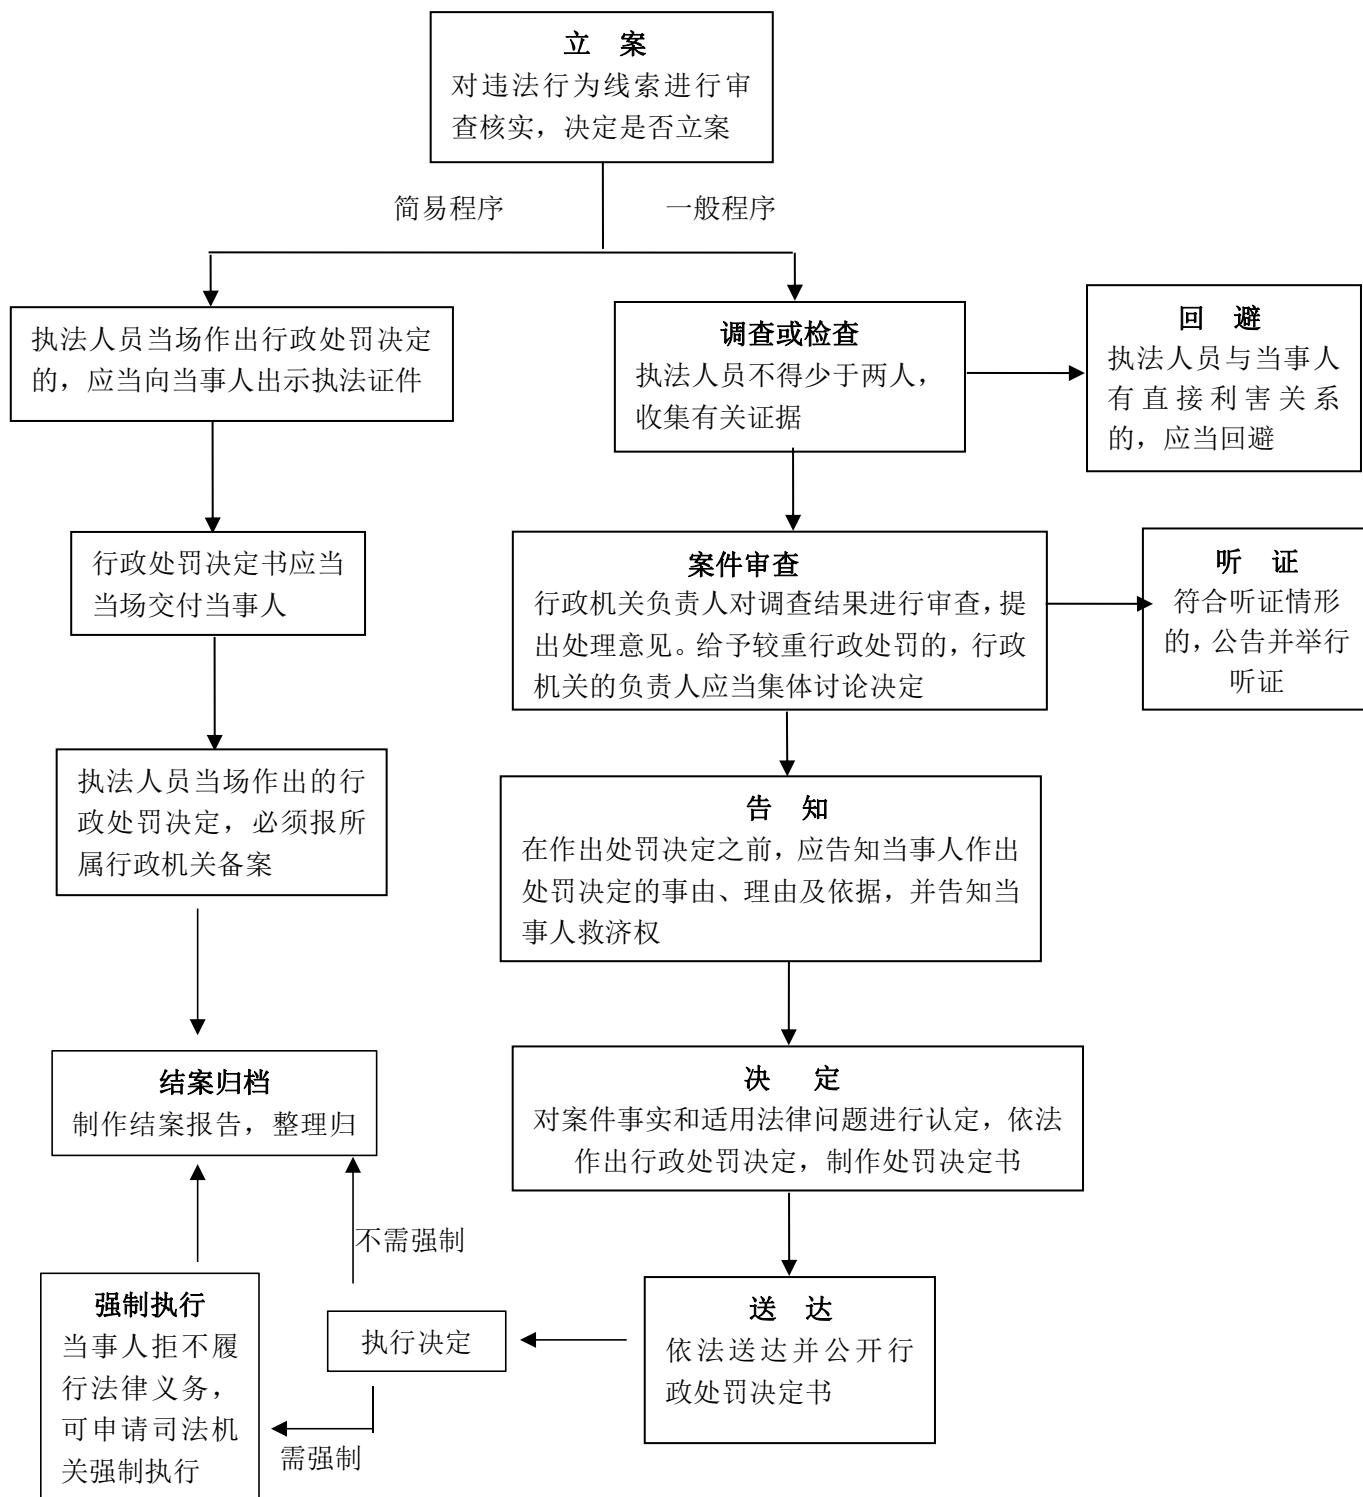 立 案
对违法行为线索进行审
查核实，决定是否立案
简易程序
一般程序
执法人员当场作出行政处罚决定
的，应当向当事人出示执法证件
调查或检查
执法人员不得少于两人，
收集有关证据
回 避
执法人员与当事人
有直接利害关系
的，应当回避
行政处罚决定书应当
当场交付当事人
案件审查
行政机关负责人对调查结果进行审查，提
出处理意见。给予较重行政处罚的，行政
机关的负责人应当集体讨论决定
听 证
符合听证情形
的，公告并举行
听证
执法人员当场作出的行
政处罚决定，必须报所
属行政机关备案
告 知
在作出处罚决定之前，应告知当事人作出
处罚决定的事由、理由及依据，并告知当
事人救济权
结案归档
制作结案报告，整理归
决 定
对案件事实和适用法律问题进行认定，依法
作出行政处罚决定，制作处罚决定书
不需强制
强制执行
当事人拒不履
行法律义务，
可申请司法机
关强制执行
执行决定
需强制
送 达
依法送达并公开行
政处罚决定书